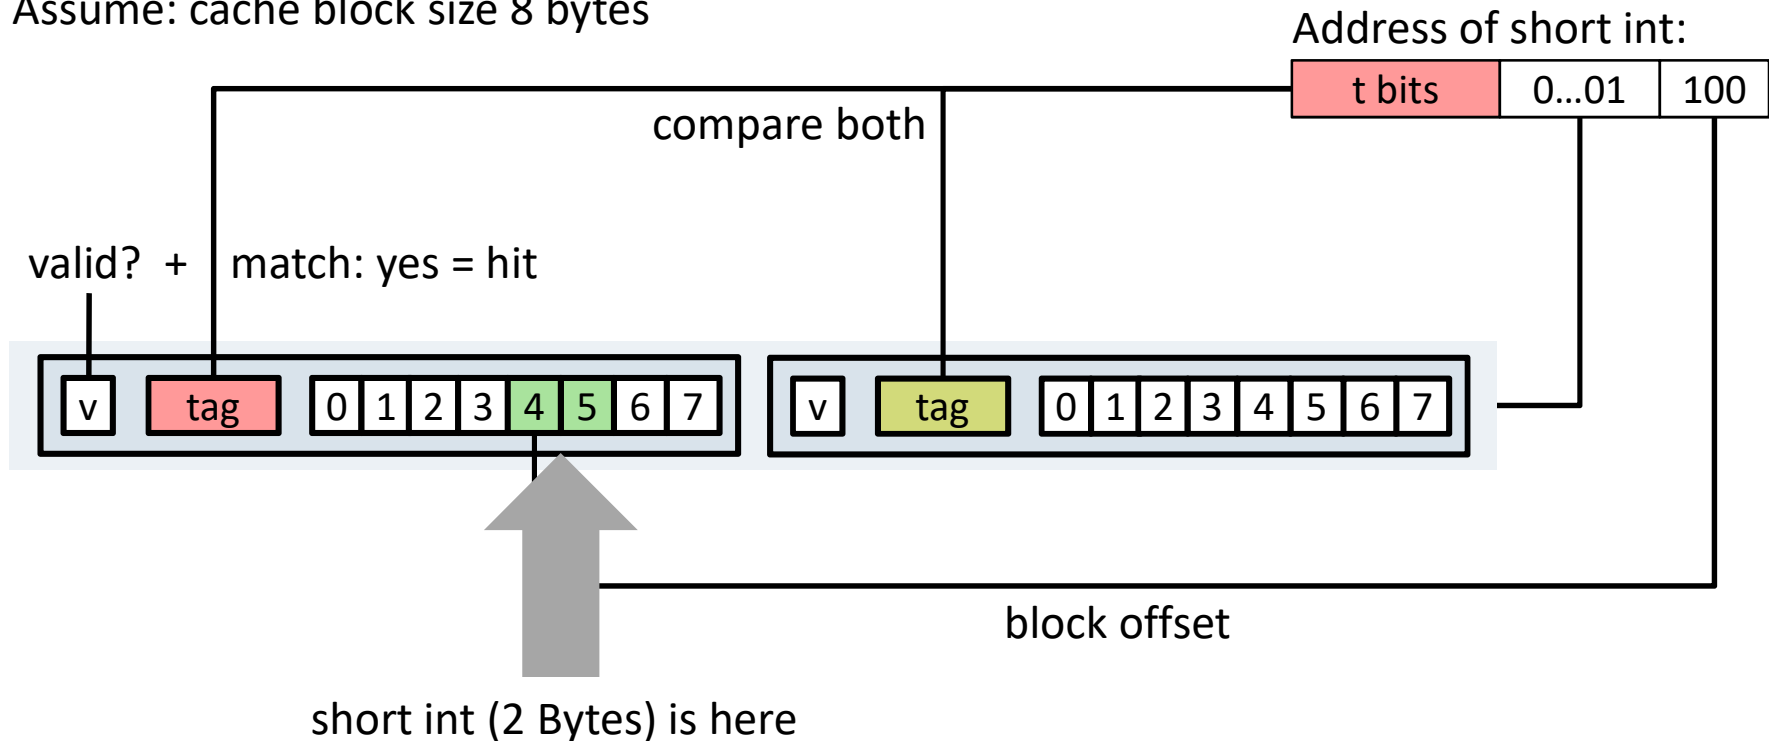 Assume: cache block size 8 bytes
Address of short int:
t bits 0...01 100
compare both
valid? + match: yes = hit
v tag 0 1 2 3 4 5 6 7 v tag 0 1 2 3 4 5 6 7
block offset
short int (2 Bytes) is here